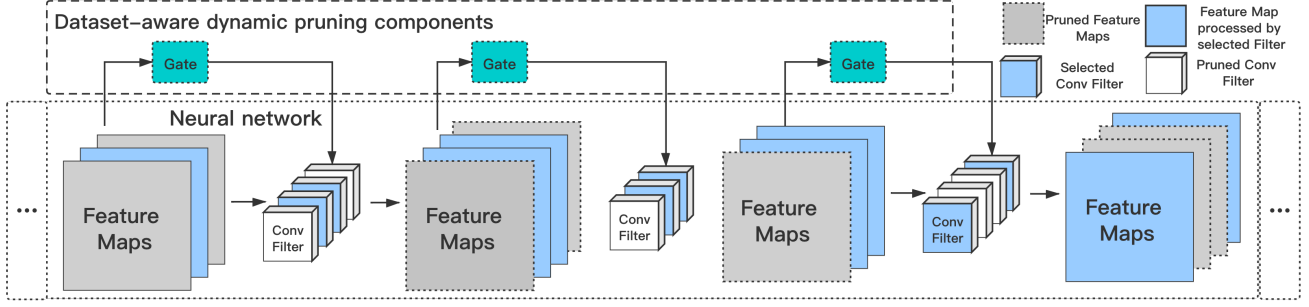 Dataset-aware dynamic pruning components
Pruned Feature
Maps
Feature Map
processed by
selected Filter
Selected
Conv Filter
Pruned Conv
Filter
Gate
Gate
Gate
Neural network
...
Feature
Maps
Conv
Filter
Feature
Maps
Conv
Filter
Feature
Maps
Conv
Filter
Feature
Maps
...